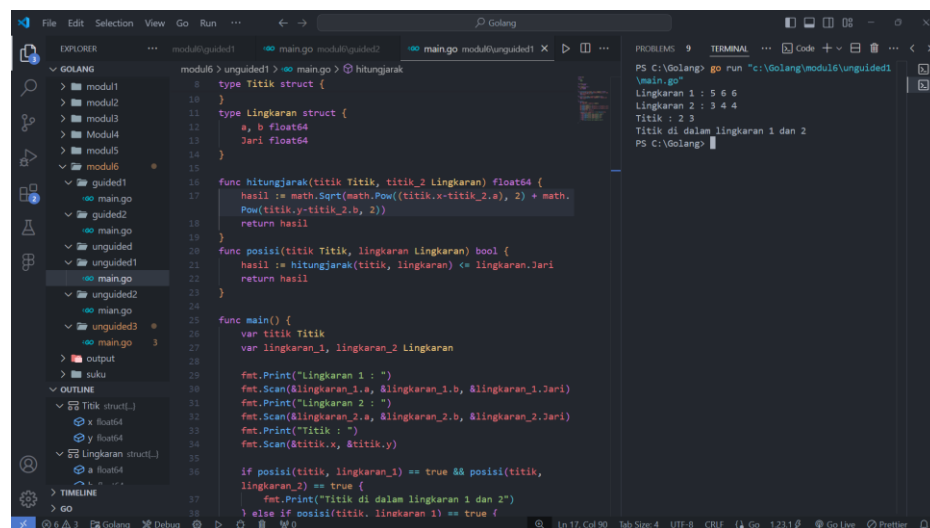 File Edit Selection View Go Run ··· Golang
EXPLORER ···
GOLANG
modul1
modul2
modul3
Modul4
modul5
modul6
guided1
main.go
guided2
main.go
unguided
unguided1
main.go
unguided2
mian.go
unguided3
main.go 3
output
suku
OUTLINE
Titik struct{...}
x float64
y float64
Lingkaran struct{...}
a float64
TIMELINE
GO
modul6\guided1 main.go modul6\guided2 main.go modul6\unguided1
modul6 > unguided1 > main.go > hitungjarak
8 type Titik struct {
10 }
11 type Lingkaran struct {
12 a, b float64
13 Jari float64
14 }
15
16 func hitungjarak(titik Titik, titik_2 Lingkaran) float64 {
17 hasil := math.Sqrt(math.Pow((titik.x-titik_2.a), 2) + math.
Pow(titik.y-titik_2.b, 2))
18 return hasil
19 }
20 func posisi(titik Titik, lingkaran Lingkaran) bool {
21 hasil := hitungjarak(titik, lingkaran) <= lingkaran.Jari
22 return hasil
23 }
24
25 func main() {
26 var titik Titik
27 var lingkaran_1, lingkaran_2 Lingkaran
28
29 fmt.Print("Lingkaran 1 : ")
30 fmt.Scan(&lingkaran_1.a, &lingkaran_1.b, &lingkaran_1.Jari)
31 fmt.Print("Lingkaran 2 : ")
32 fmt.Scan(&lingkaran_2.a, &lingkaran_2.b, &lingkaran_2.Jari)
33 fmt.Print("Titik : ")
34 fmt.Scan(&titik.x, &titik.y)
35
36 if posisi(titik, lingkaran_1) == true && posisi(titik,
lingkaran_2) == true {
37 fmt.Print("Titik di dalam lingkaran 1 dan 2")
38 } else if posisi(titik, lingkaran_1) == true {
PROBLEMS 9 TERMINAL ··· Code
PS C:\Golang> go run "c:\Golang\modul6\unguided1
\main.go"
Lingkaran 1 : 5 6 6
Lingkaran 2 : 3 4 4
Titik : 2 3
Titik di dalam lingkaran 1 dan 2
PS C:\Golang>
6 3 Golang Debug 0 Ln 17, Col 90 Tab Size: 4 UTF-8 CRLF Go 1.23.1 Go Live Prettier